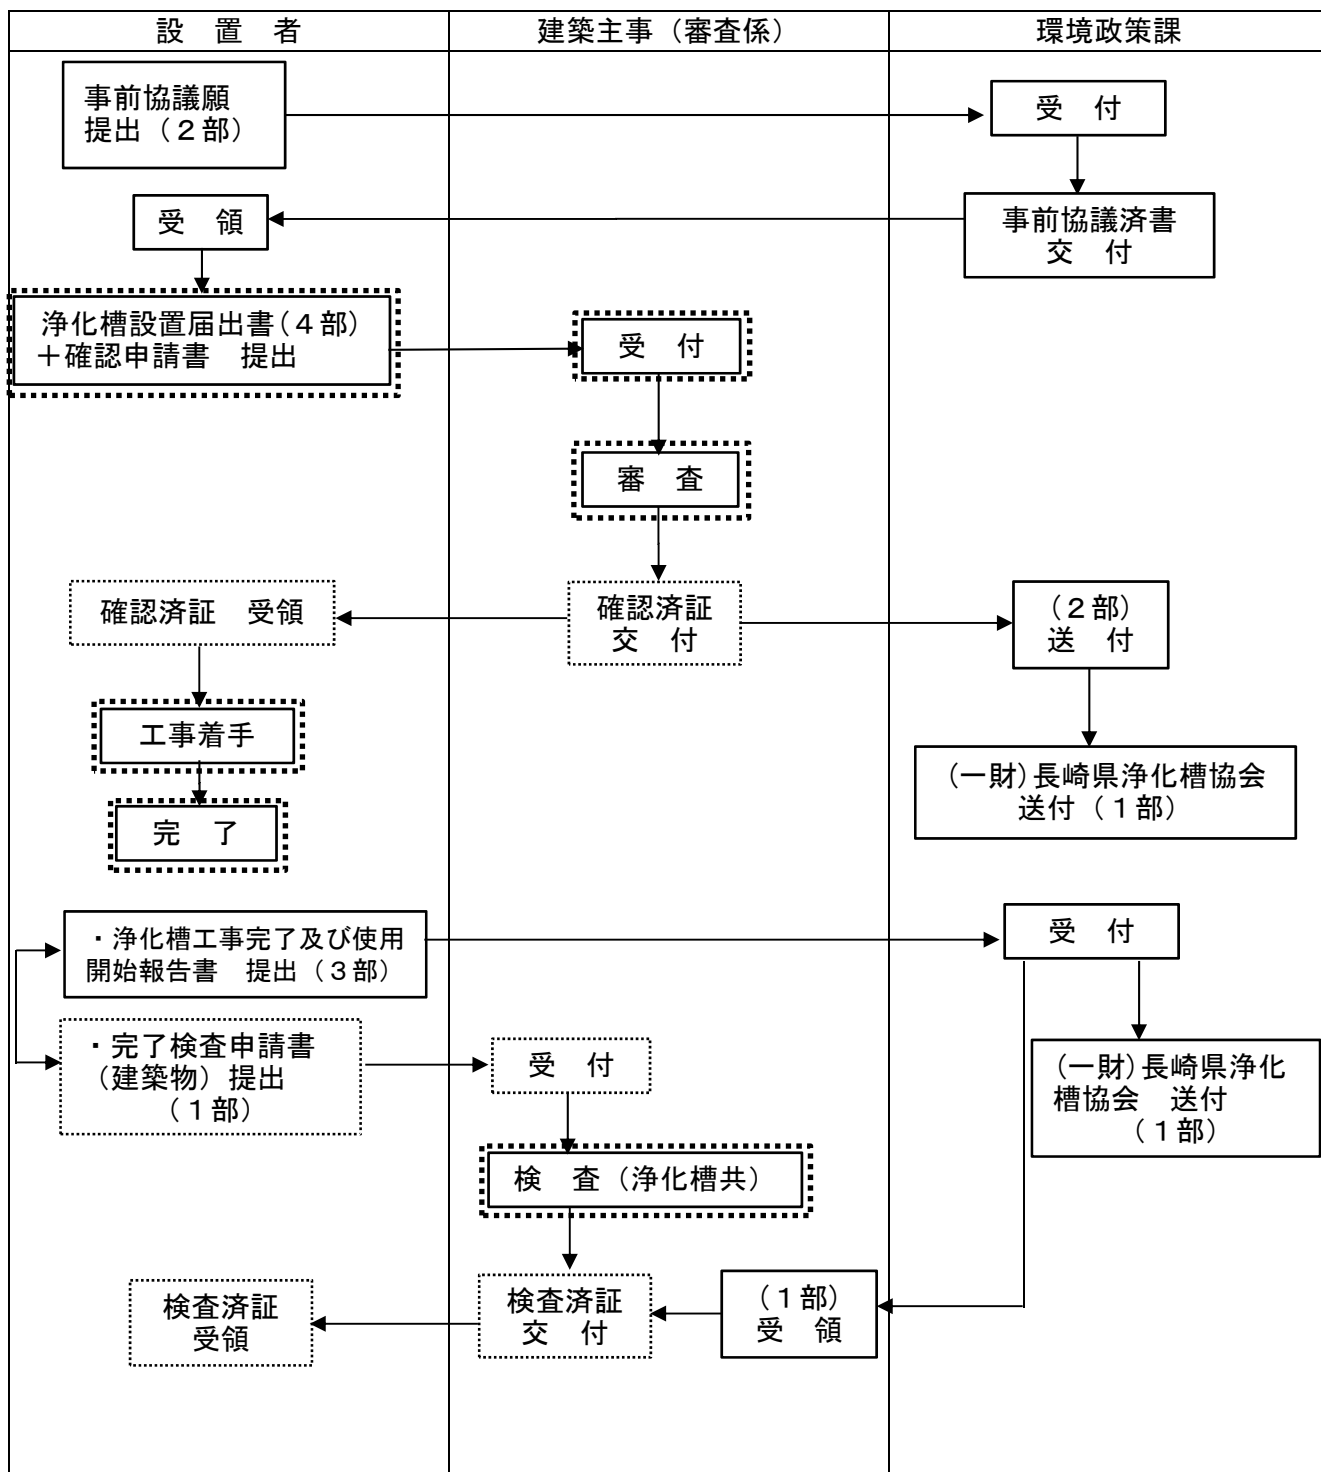 設　置　者
建築主事（審査係）
環境政策課
事前協議願
提出（２部）
受　付
受　領
事前協議済書
交　付
浄化槽設置届出書(４部)
＋確認申請書　提出
受　付
審　査
確認済証　受領
確認済証
交　付
(２部)
送　付
工事着手
(一財)長崎県浄化槽協会
送付（１部）
完　了
・浄化槽工事完了及び使用
開始報告書　提出（３部）
受　付
・完了検査申請書
(建築物）提出
（１部）
受　付
(一財)長崎県浄化
槽協会　送付
（１部）
検　査（浄化槽共）
検査済証
受領
検査済証
交　付
(１部)
受　領